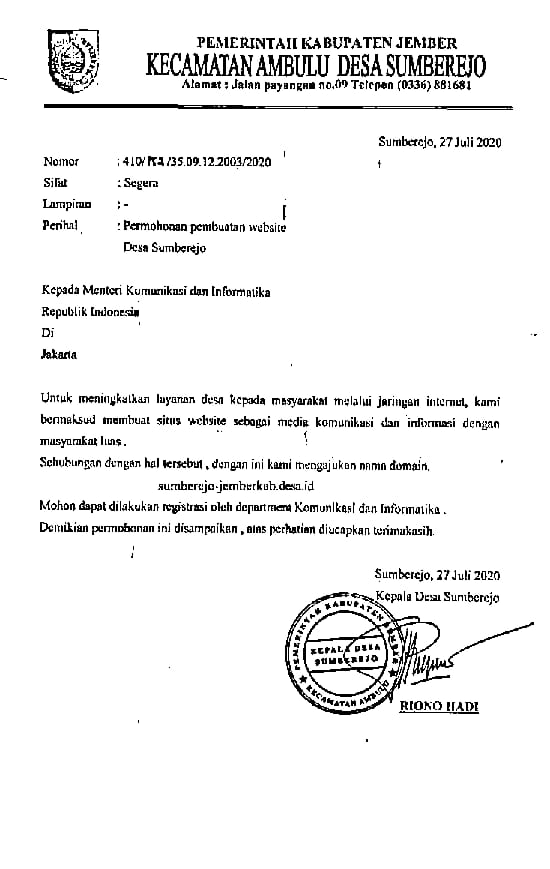 PEMERINTAH KABUPATEN JEMBER
KECAMATAN AMBULU DESA SUMBEREJO
Alamat : Jalan payangan no.09 Telepon (0336) 881681
Sumberejo, 27 Juli 2020
Nomor : 410/ /35.09.12.2003/2020
Sifat : Segera
Lampiran : -
Perihal : Permohonan pembuatan website
Desa Sumberejo
Kepada Menteri Komunikasi dan Informatika
Republik Indonesia
Di
Jakarta
Untuk meningkatkan layanan desa kepada masyarakat melalui jaringan internet, kami
bermaksud membuat situs website sebagai media komunikasi dan informasi dengan
masyarakat luas .
Sehubungan dengan hal tersebut , dengan ini kami mengajukan nama domain.
sumberejo-jemberkab.desa.id
Mohon dapat dilakukan registrasi oleh department Komunikasi dan Informatika .
Demikian permohonan ini disampaikan , atas perhatian diucapkan terimakasih.
Sumberejo, 27 Juli 2020
Kepala Desa Sumberejo
PEMERINTAH KABUPATEN JEMBER
KEPALA DESA
SUMBEREJO
KECAMATAN AMBULU
RIONO HADI